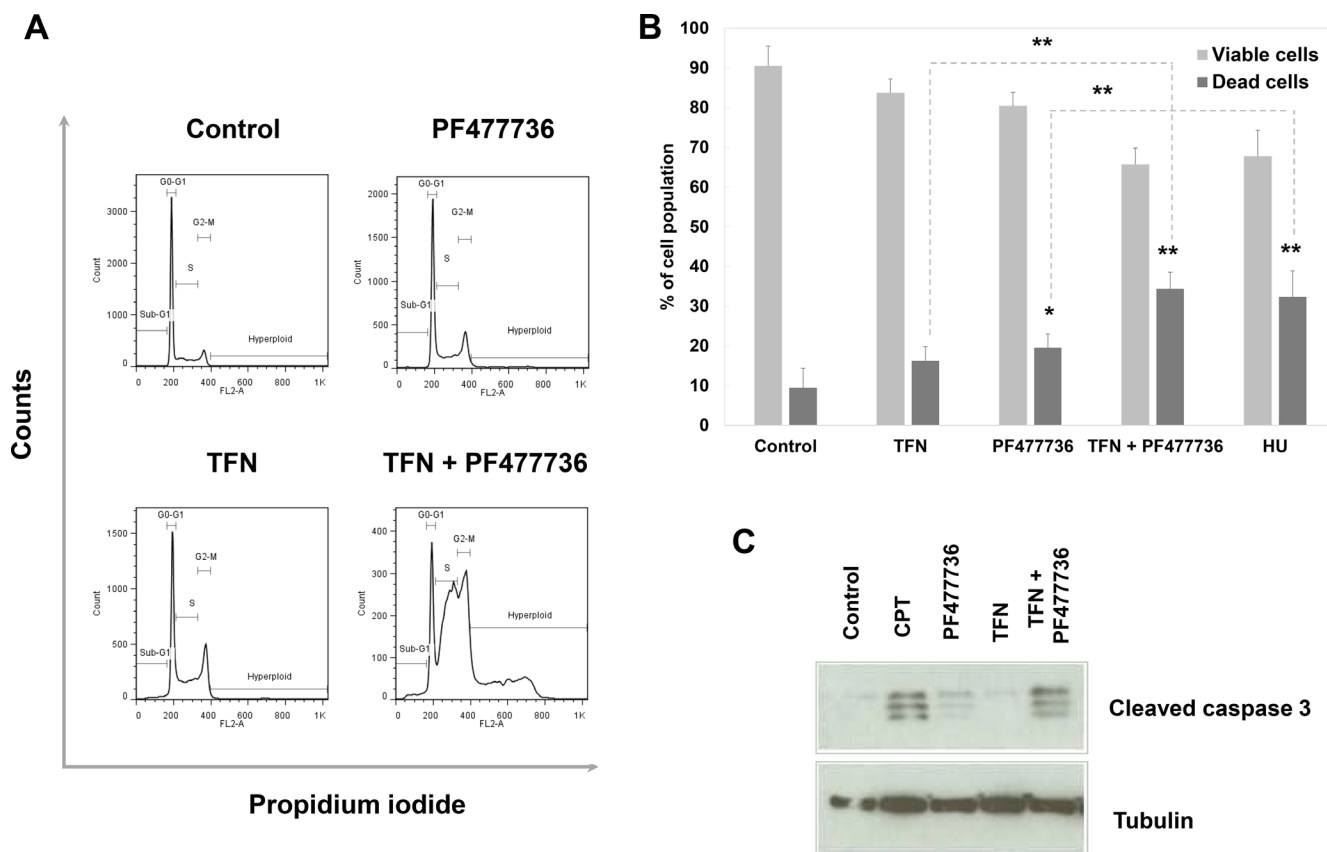 A
Counts
Propidium iodide
Control
G0-G1
G2-M
S
Sub-G1
Hyperploid
3000
2000
1000
0
0 200 400 600 800 1K
Count
FL2-A
PF477736
G0-G1
G2-M
S
Sub-G1
Hyperploid
2000
1500
1000
500
0
0 200 400 600 800 1K
Count
FL2-A
TFN
G0-G1
G2-M
S
Sub-G1
Hyperploid
1500
1000
500
0
0 200 400 600 800 1K
Count
FL2-A
TFN + PF477736
G0-G1
G2-M
S
Sub-G1
Hyperploid
400
300
200
100
0
0 200 400 600 800 1K
Count
FL2-A
B
% of cell population
100
90
80
70
60
50
40
30
20
10
0
Viable cells
Dead cells
**
**
*
**
**
Control TFN PF477736 TFN + PF477736 HU
C
Control
CPT
PF477736
TFN
TFN +
PF477736
Cleaved caspase 3
Tubulin